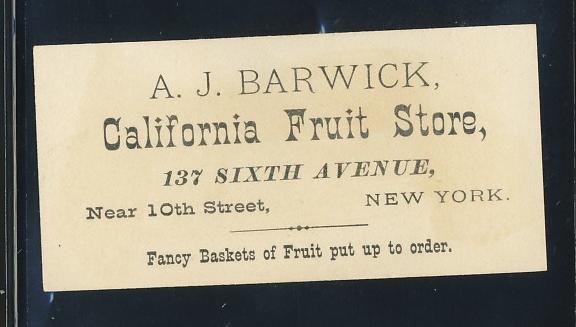 A. J. BARWICK,
California Fruit Store,
137 SIXTH AVENUE,
Near 10th Street, NEW YORK.
Fancy Baskets of Fruit put up to order.